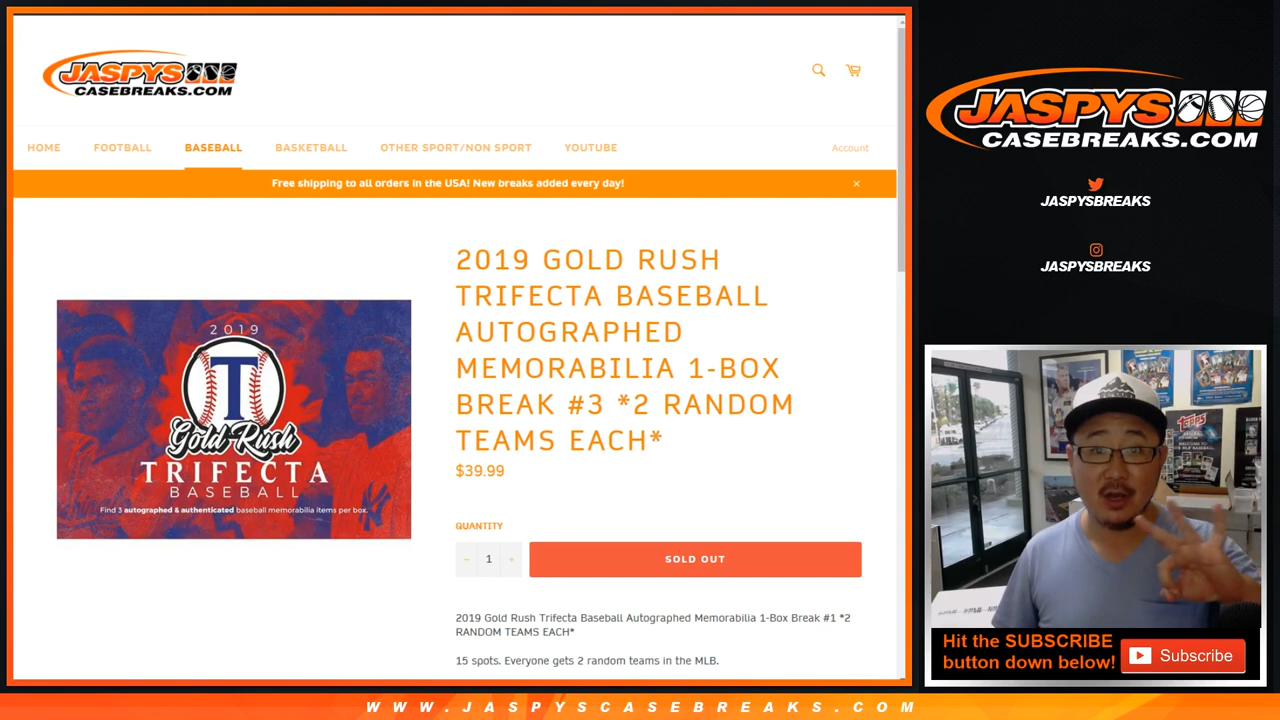 JASPYS
CASEBREAKS.COM
HOME
FOOTBALL
BASEBALL
BASKETBALL
OTHER SPORT/NON SPORT
YOUTUBE
Account
Free shipping to all orders in the USA! New breaks added every day!
×
2019
T
Gold Rush
TRIFECTA
BASEBALL
Find 3 autographed & authenticated baseball memorabilia items per box.
2019 GOLD RUSH
TRIFECTA BASEBALL
AUTOGRAPHED
MEMORABILIA 1-BOX
BREAK #3 *2 RANDOM
TEAMS EACH*
$39.99
QUANTITY
− 1 +
SOLD OUT
2019 Gold Rush Trifecta Baseball Autographed Memorabilia 1-Box Break #1 *2
RANDOM TEAMS EACH*
15 spots. Everyone gets 2 random teams in the MLB.
JASPYS
CASEBREAKS.COM
JASPYSBREAKS
JASPYSBREAKS
TOPPS
Hit the SUBSCRIBE
button down below!
Subscribe
WWW.JASPYSCASEBREAKS.COM